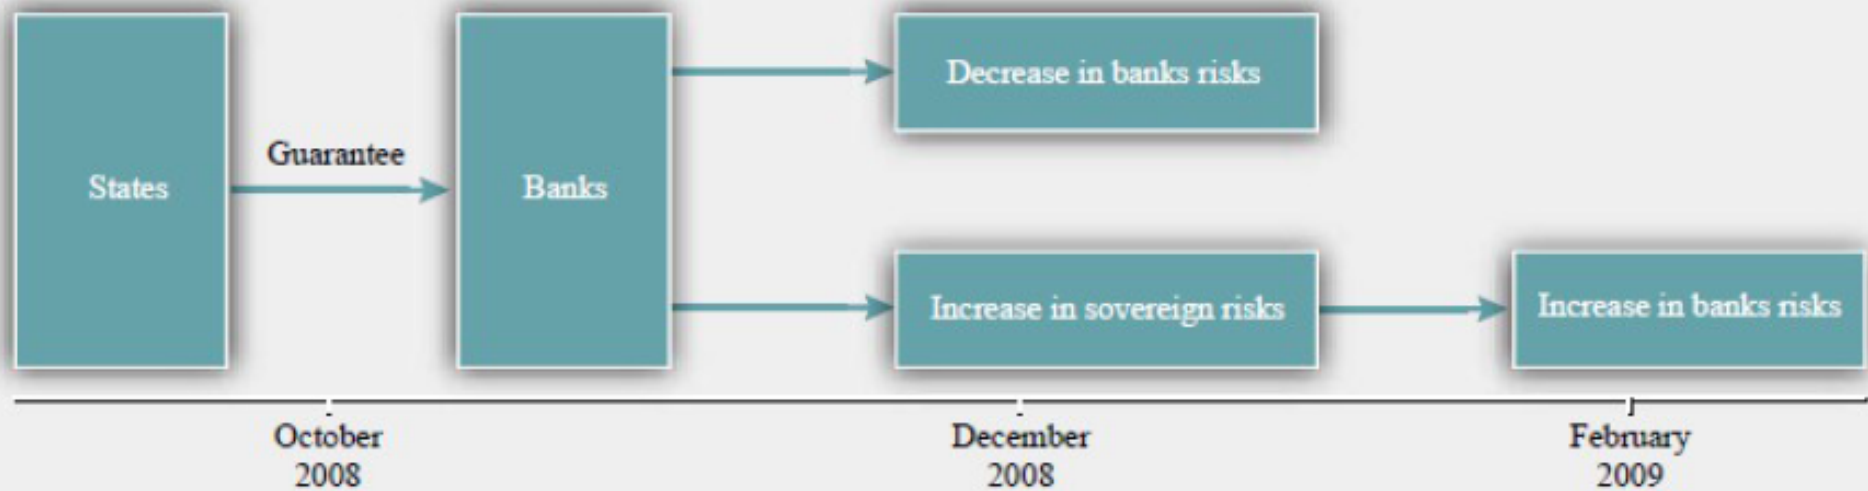 States
Guarantee
Banks
Decrease in banks risks
Increase in sovereign risks
Increase in banks risks
October
2008
December
2008
February
2009